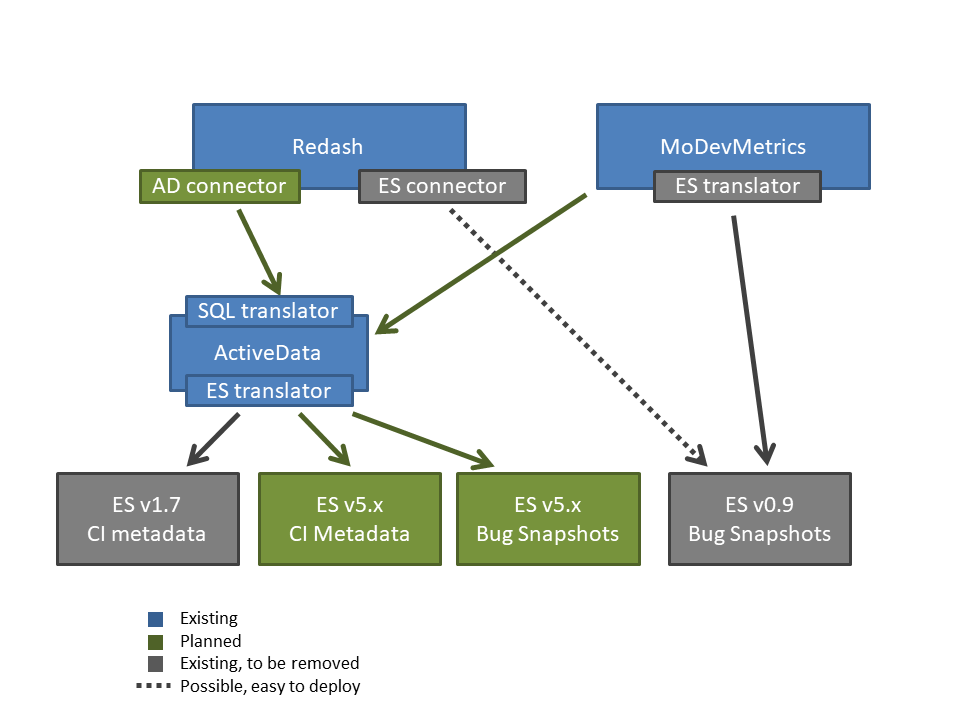 Redash
MoDevMetrics
AD connector
ES connector
ES translator
SQL translator
ActiveData
ES translator
ES v1.7
CI metadata
ES v5.x
CI Metadata
ES v5.x
Bug Snapshots
ES v0.9
Bug Snapshots
Existing
Planned
Existing, to be removed
Possible, easy to deploy